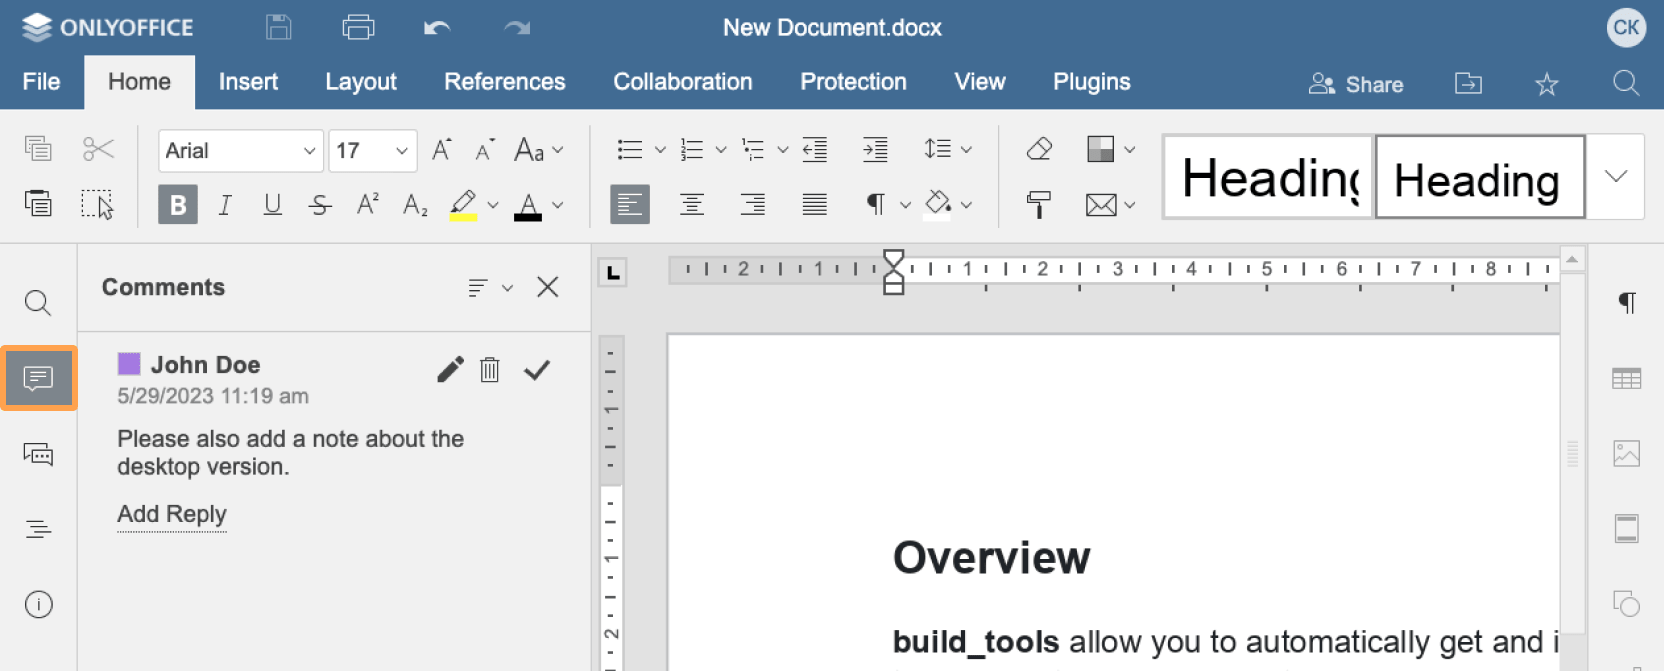 ONLYOFFICE
New Document.docx
CK
File
Home
Insert
Layout
References
Collaboration
Protection
View
Plugins
Share
Arial
17
Aa
Heading
Heading
B
I
U
S
A²
A₂
A
Comments
L
2 1 1 2 3 4 5 6 7 8
John Doe
5/29/2023 11:19 am
Please also add a note about the
desktop version.
Add Reply
1
1
2
Overview
build_tools allow you to automatically get and i